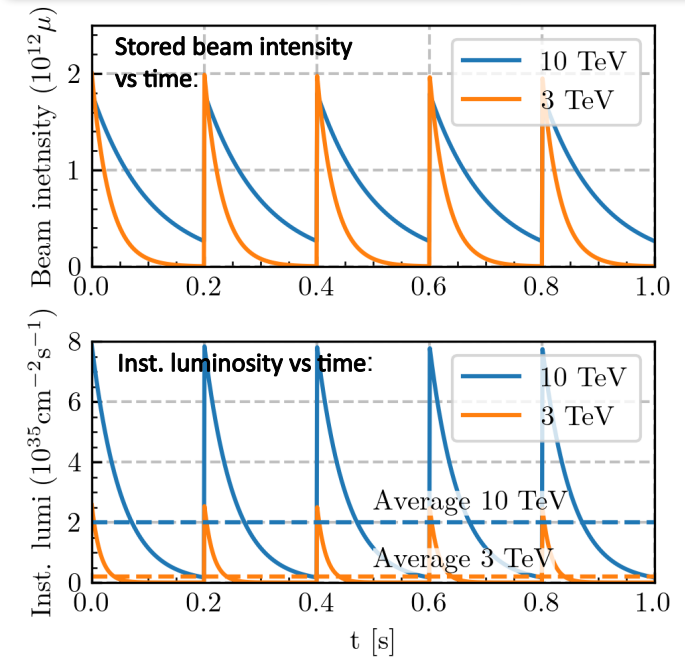 Stored beam intensity
vs time:
10 TeV
3 TeV
Beam inetnsity (10¹²μ)
2
1
0
0.0 0.2 0.4 0.6 0.8 1.0
Inst. luminosity vs time:
10 TeV
3 TeV
Inst. lumi (10³⁵cm⁻²s⁻¹)
8
6
4
Average 10 TeV
2
Average 3 TeV
0
0.0 0.2 0.4 0.6 0.8 1.0
t [s]